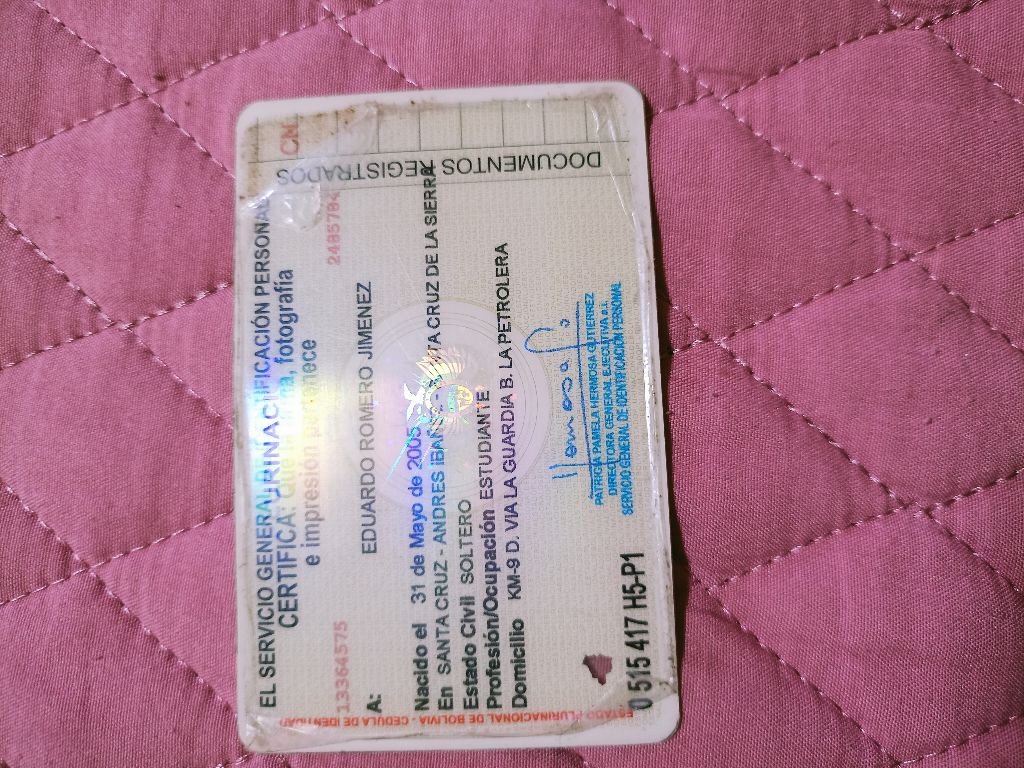 EL SERVICIO GENERAL IFICACIÓN PERSONAL
CERTIFICA: fotografía
e impresión
13364575
A: EDUARDO ROMERO JIMENEZ
Nacido el 31 de Mayo de 2005
En SANTA CRUZ - ANDRES IBAÑ CRUZ DE LA SIERRA
Estado Civil SOLTERO
Profesión/Ocupación ESTUDIANTE
Domicilio KM-9 D. VIA LA GUARDIA B. LA PETROLERA
PATRICIA PAMELA HERMOSA GUTIERREZ
DIRECTORA GENERAL EJECUTIVA a.i.
SERVICIO GENERAL DE IDENTIFICACIÓN PERSONAL
0 515 417 H5-P1
ESTADO PLURINACIONAL DE BOLIVIA - CEDULA DE IDENTIDAD
DOCUMENTOS REGISTRADOS